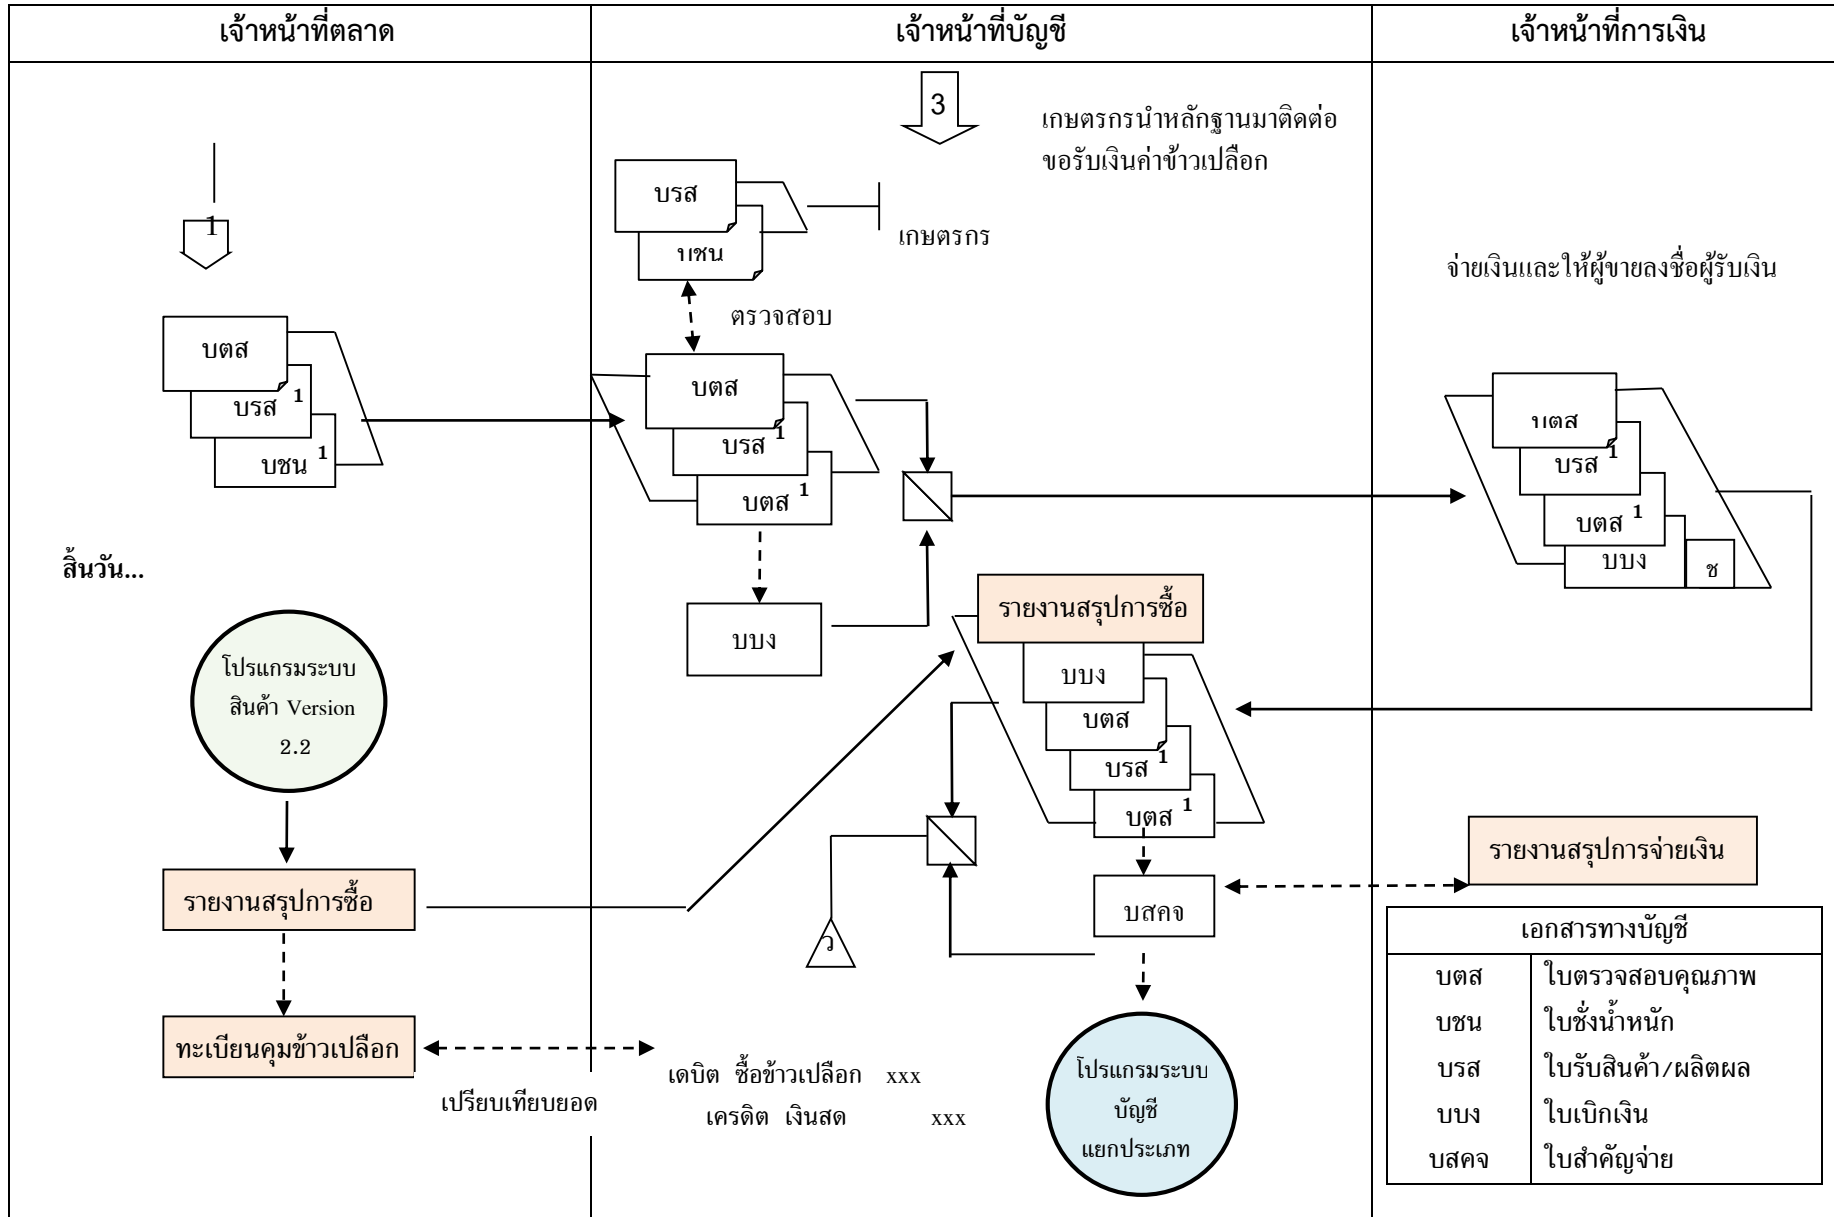 เจ้าหน้าที่ตลาด
เจ้าหน้าที่บัญชี
เจ้าหน้าที่การเงิน
3
เกษตรกรนำหลักฐานมาติดต่อ
ขอรับเงินค่าข้าวเปลือก
บรส
บชน
เกษตรกร
1
ตรวจสอบ
จ่ายเงินและให้ผู้ขายลงชื่อผู้รับเงิน
บตส
บรส 1
บชน 1
บตส
บรส 1
บตส 1
บบง
บตส
บรส 1
บตส 1
บบง
ช
สิ้นวัน...
โปรแกรมระบบ
สินค้า Version
2.2
รายงานสรุปการซื้อ
ทะเบียนคุมข้าวเปลือก
เปรียบเทียบยอด
รายงานสรุปการซื้อ
บบง
บตส
บรส 1
บตส 1
ว
บสคจ
เดบิต ซื้อข้าวเปลือก xxx
เครดิต เงินสด xxx
โปรแกรมระบบ
บัญชี
แยกประเภท
รายงานสรุปการจ่ายเงิน
เอกสารทางบัญชี
บตส ใบตรวจสอบคุณภาพ
บชน ใบชั่งน้ำหนัก
บรส ใบรับสินค้า/ผลิตผล
บบง ใบเบิกเงิน
บสคจ ใบสำคัญจ่าย